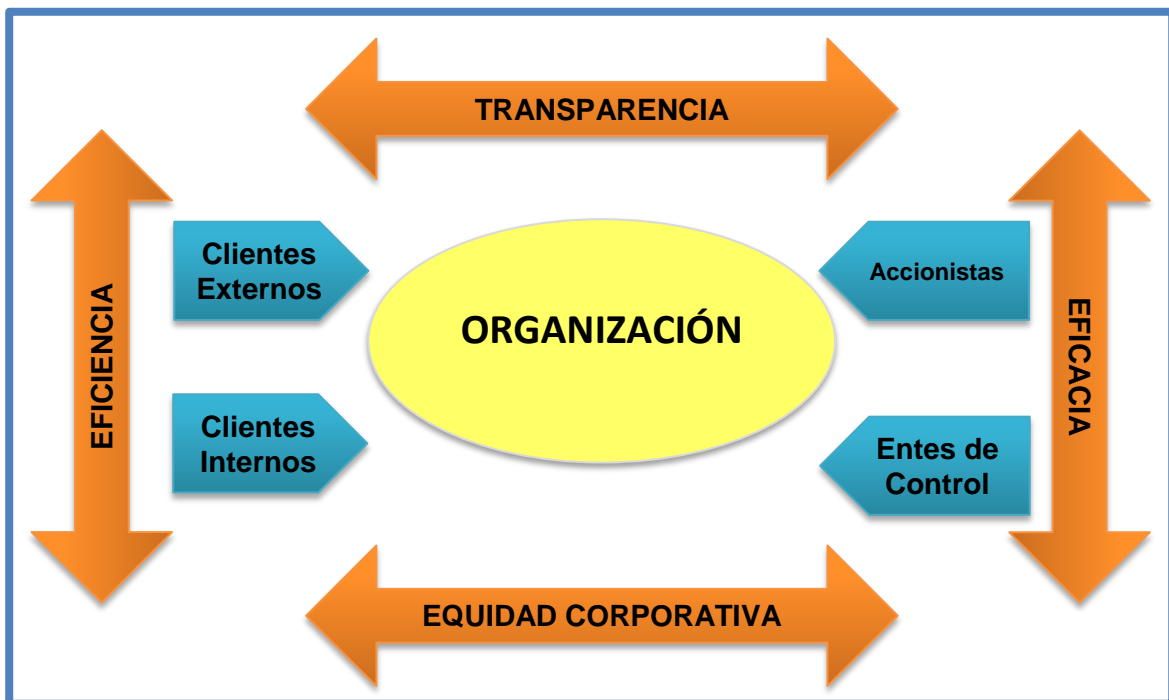 TRANSPARENCIA
EFICIENCIA
Clientes
Externos
ORGANIZACIÓN
Accionistas
EFICACIA
Clientes
Internos
Entes de
Control
EQUIDAD CORPORATIVA